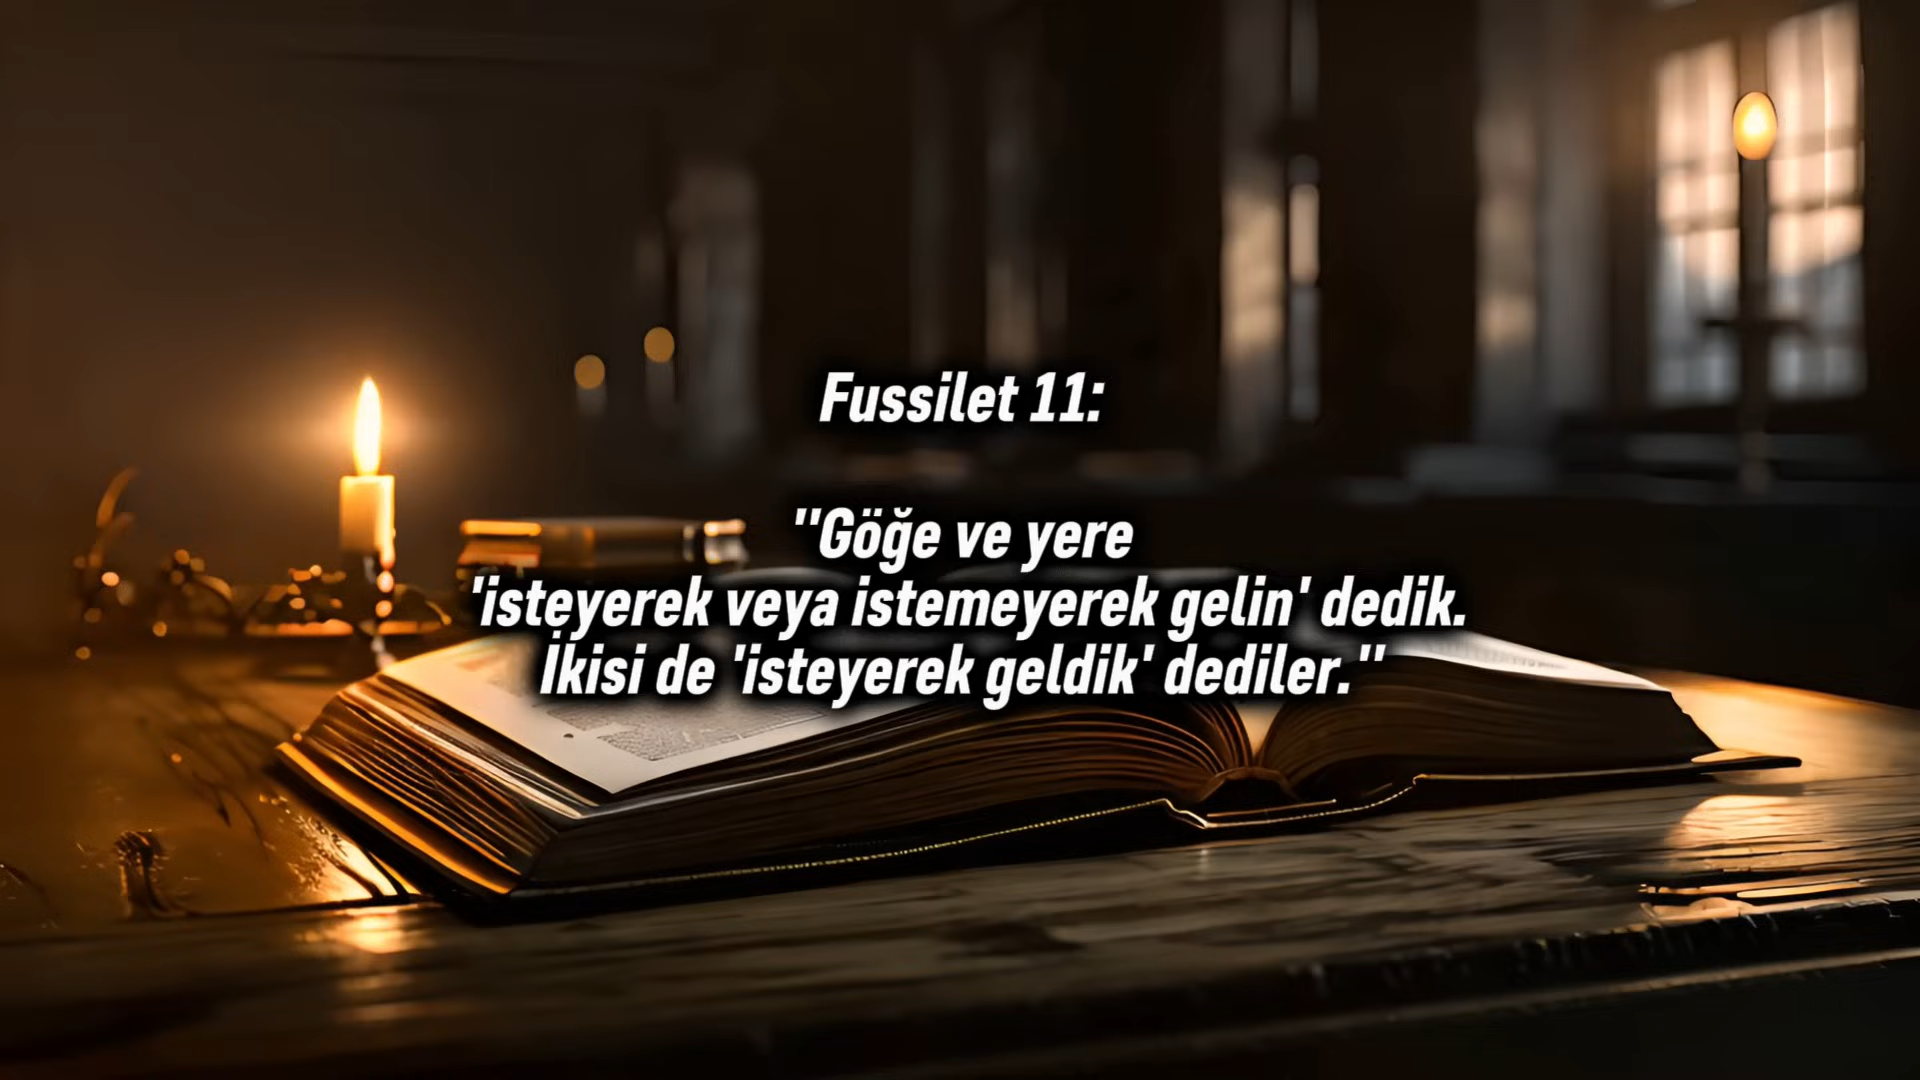 Fussilet 11:
"Göğe ve yere
'isteyerek veya istemeyerek gelin' dedik.
İkisi de 'isteyerek geldik' dediler."